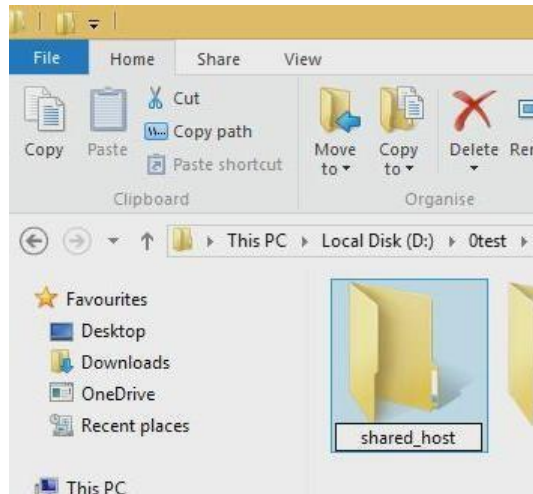 File Home Share View
Cut
Copy path
Paste shortcut
Copy Paste Move to Copy to Delete
Clipboard Organise
This PC Local Disk (D:) 0test
Favourites
Desktop
Downloads
OneDrive
Recent places
shared_host
This PC